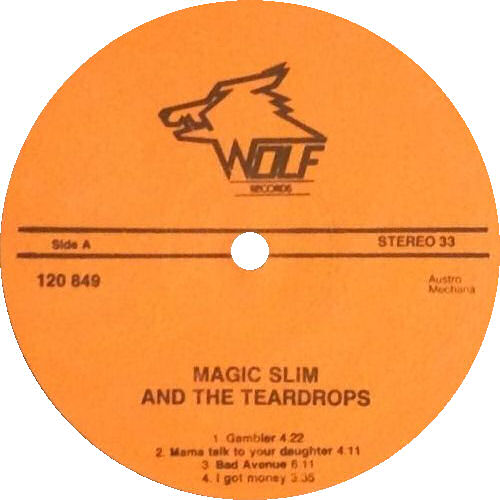 WOLF
RECORDS
Side A
STEREO 33
120 849
Austro
Mechana
MAGIC SLIM
AND THE TEARDROPS
1. Gambler 4.22
2. Mama talk to your daughter 4.11
3 Bad Avenue 6.11
4. I got money 3.35